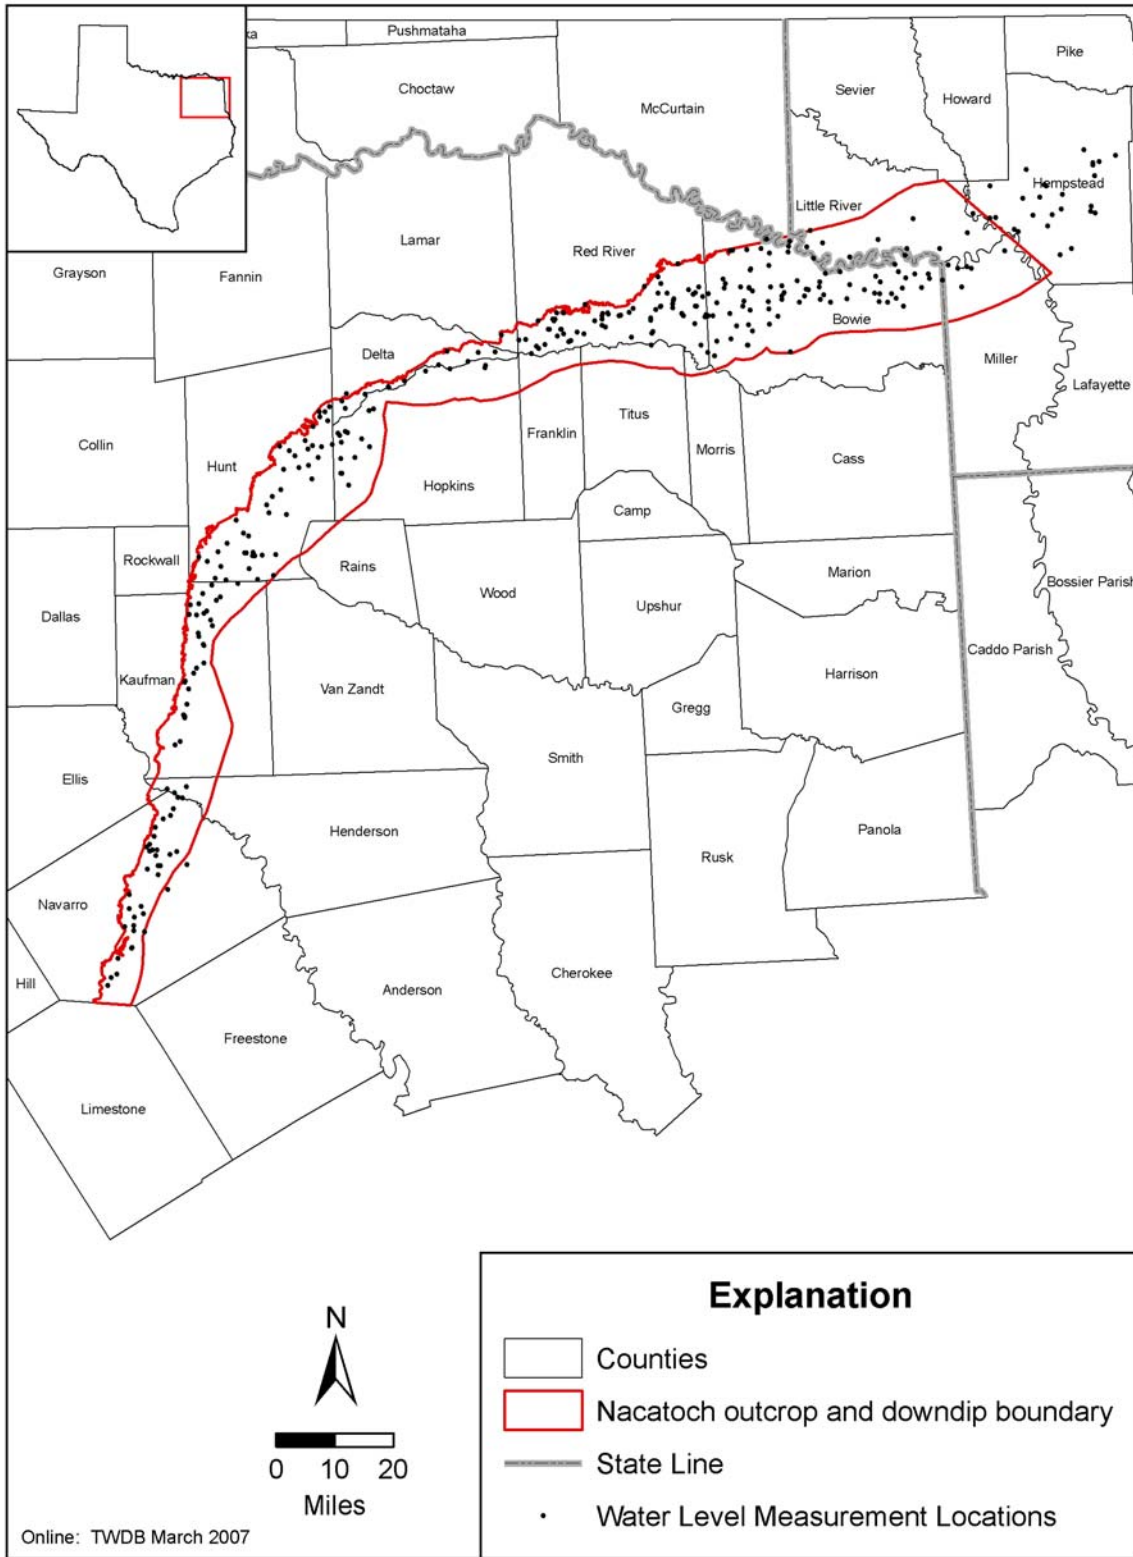 ka
Pushmataha
Pike
Choctaw
Sevier
Howard
McCurtain
Hempstead
Little River
Lamar
Red River
Grayson
Fannin
Bowie
Delta
Miller
Lafayette
Titus
Collin
Franklin
Morris
Cass
Hunt
Hopkins
Camp
Rockwall
Rains
Marion
Bossier Parish
Wood
Upshur
Dallas
Caddo Parish
Kaufman
Van Zandt
Harrison
Gregg
Smith
Ellis
Henderson
Panola
Rusk
Navarro
Cherokee
Hill
Anderson
Freestone
Limestone
Explanation
Counties
Nacatoch outcrop and downdip boundary
State Line
Water Level Measurement Locations
N
0 10 20
Miles
Online: TWDB March 2007